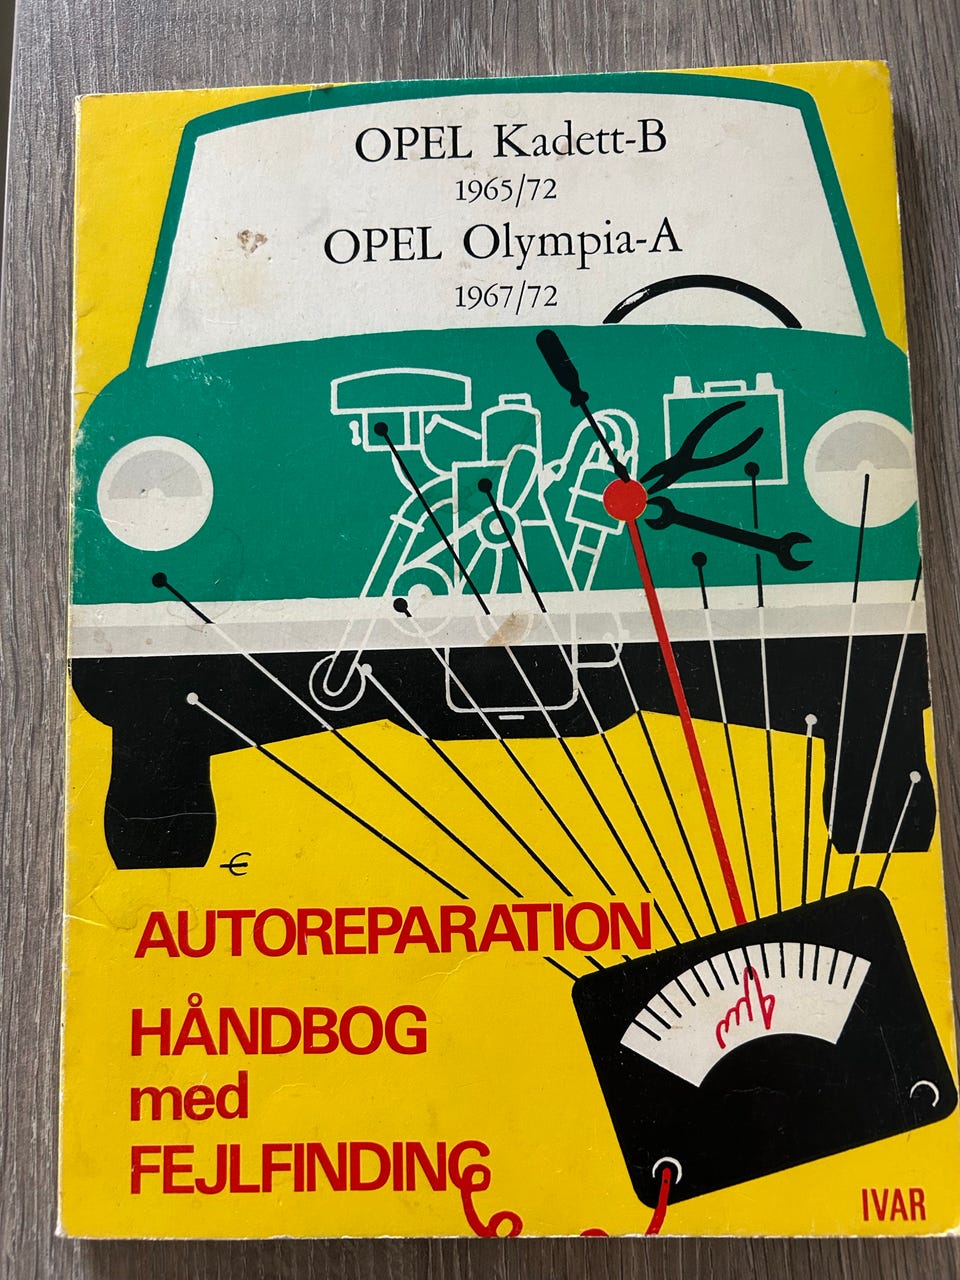 OPEL Kadett-B
1965/72
OPEL Olympia-A
1967/72
AUTOREPARATION
HÅNDBOG
med
FEJLFINDING
IVAR